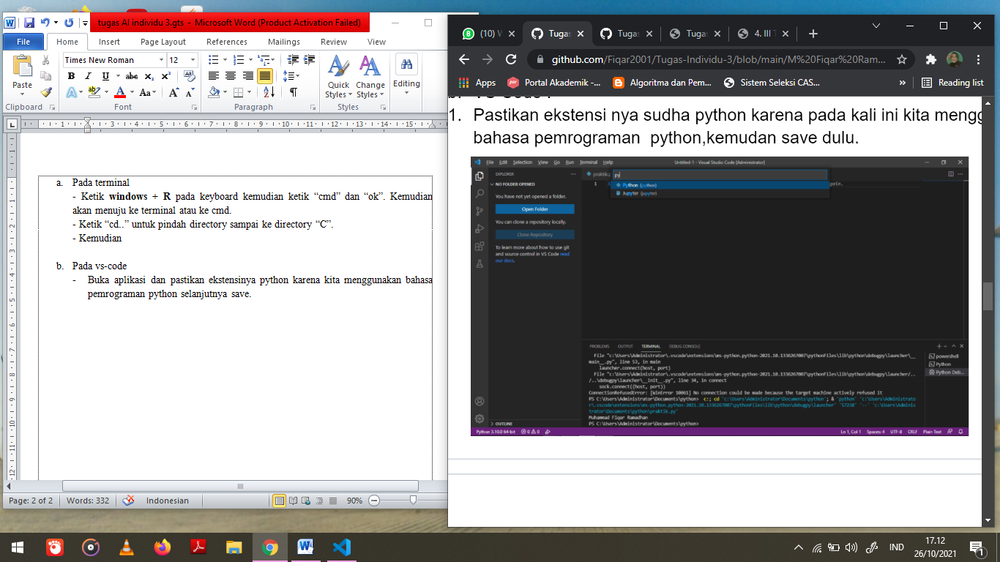 tugas AI individu 3.gts - Microsoft Word (Product Activation Failed)
File Home Insert Page Layout References Mailings Review View
Times New Roman 12
Paste
Quick Styles
Change Styles
Editing
Clipboard Font Paragraph Styles
a. Pada terminal
- Ketik windows + R pada keyboard kemudian ketik “cmd” dan “ok”. Kemudian
akan menuju ke terminal atau ke cmd.
- Ketik “cd..” untuk pindah directory sampai ke directory “C”.
- Kemudian
b. Pada vs-code
- Buka aplikasi dan pastikan ekstensinya python karena kita menggunakan bahasa
pemrograman python selanjutnya save.
Page: 2 of 2 Words: 332 Indonesian 90%
(10) W Tugas Tugas Tugas 4. III T
github.com/Fiqar2001/Tugas-Individu-3/blob/main/M%20Fiqar%20Ram...
Apps Portal Akademik -... Algoritma dan Pem... Sistem Seleksi CAS... » Reading list
1. Pastikan ekstensi nya sudha python karena pada kali ini kita mengg
bahasa pemrograman python,kemudan save dulu.
File Edit Selection View Go Run Terminal Help Untitled-1 - Visual Studio Code [Administrator]
EXPLORER
NO FOLDER OPENED
You have not yet opened a folder.
Open Folder
You can clone a repository locally.
Clone Repository
To learn more about how to use git
and source control in VS Code read
our docs.
OUTLINE
praktik.
py
Python (python)
Jupyter (jupyter)
1
PROBLEMS OUTPUT TERMINAL DEBUG CONSOLE
File "c:\Users\Administrator\.vscode\extensions\ms-python.python-2021.10.1336267007\pythonFiles\lib\python\debugpy\launcher\__
main__.py", line 53, in main
launcher.connect(host, port)
File "c:\Users\Administrator\.vscode\extensions\ms-python.python-2021.10.1336267007\pythonFiles\lib\python\debugpy/launcher/..
/..\debugpy\launcher\__init__.py", line 34, in connect
sock.connect((host, port))
ConnectionRefusedError: [WinError 10061] No connection could be made because the target machine actively refused it
PS C:\Users\Administrator\Documents\python> c:; cd 'c:\Users\Administrator\Documents\python'; & 'python' 'c:\Users\Administrato
r\.vscode\extensions\ms-python.python-2021.10.1336267007\pythonFiles\lib\python\debugpy\launcher' '57238' '--' 'c:\Users\Adminis
trator\Documents\python\praktik.py'
Muhammad Fiqar Ramadhan
PS C:\Users\Administrator\Documents\python>
powershell
Python
Python Deb...
Python 3.10.0 64-bit 0 0 Ln 1, Col 1 Spaces: 4 UTF-8 CRLF Plain Text
IND
17.12
26/10/2021
1